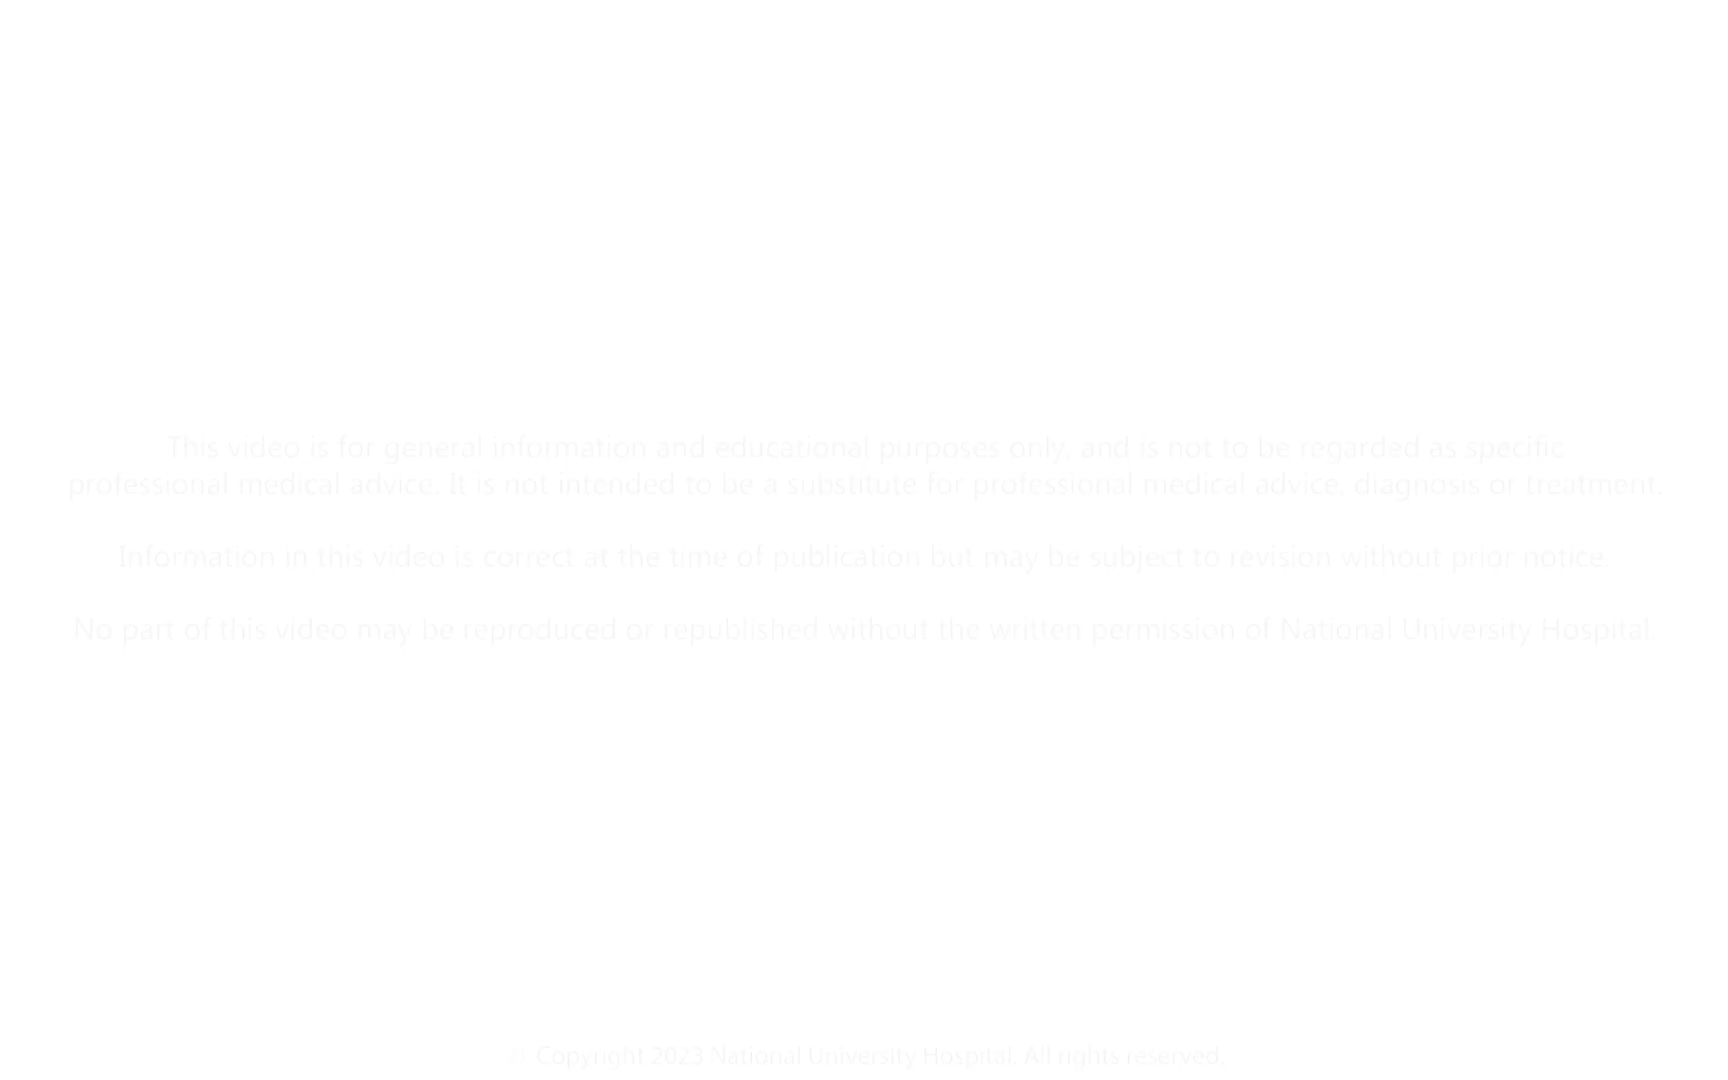 This video is for general information and educational purposes only, and is not to be regarded as specific
professional medical advice. It is not intended to be a substitute for professional medical advice, diagnosis or treatment.
Information in this video is correct at the time of publication but may be subject to revision without prior notice.
No part of this video may be reproduced or republished without the written permission of National University Hospital.
Copyright 2023 National University Hospital. All rights reserved.